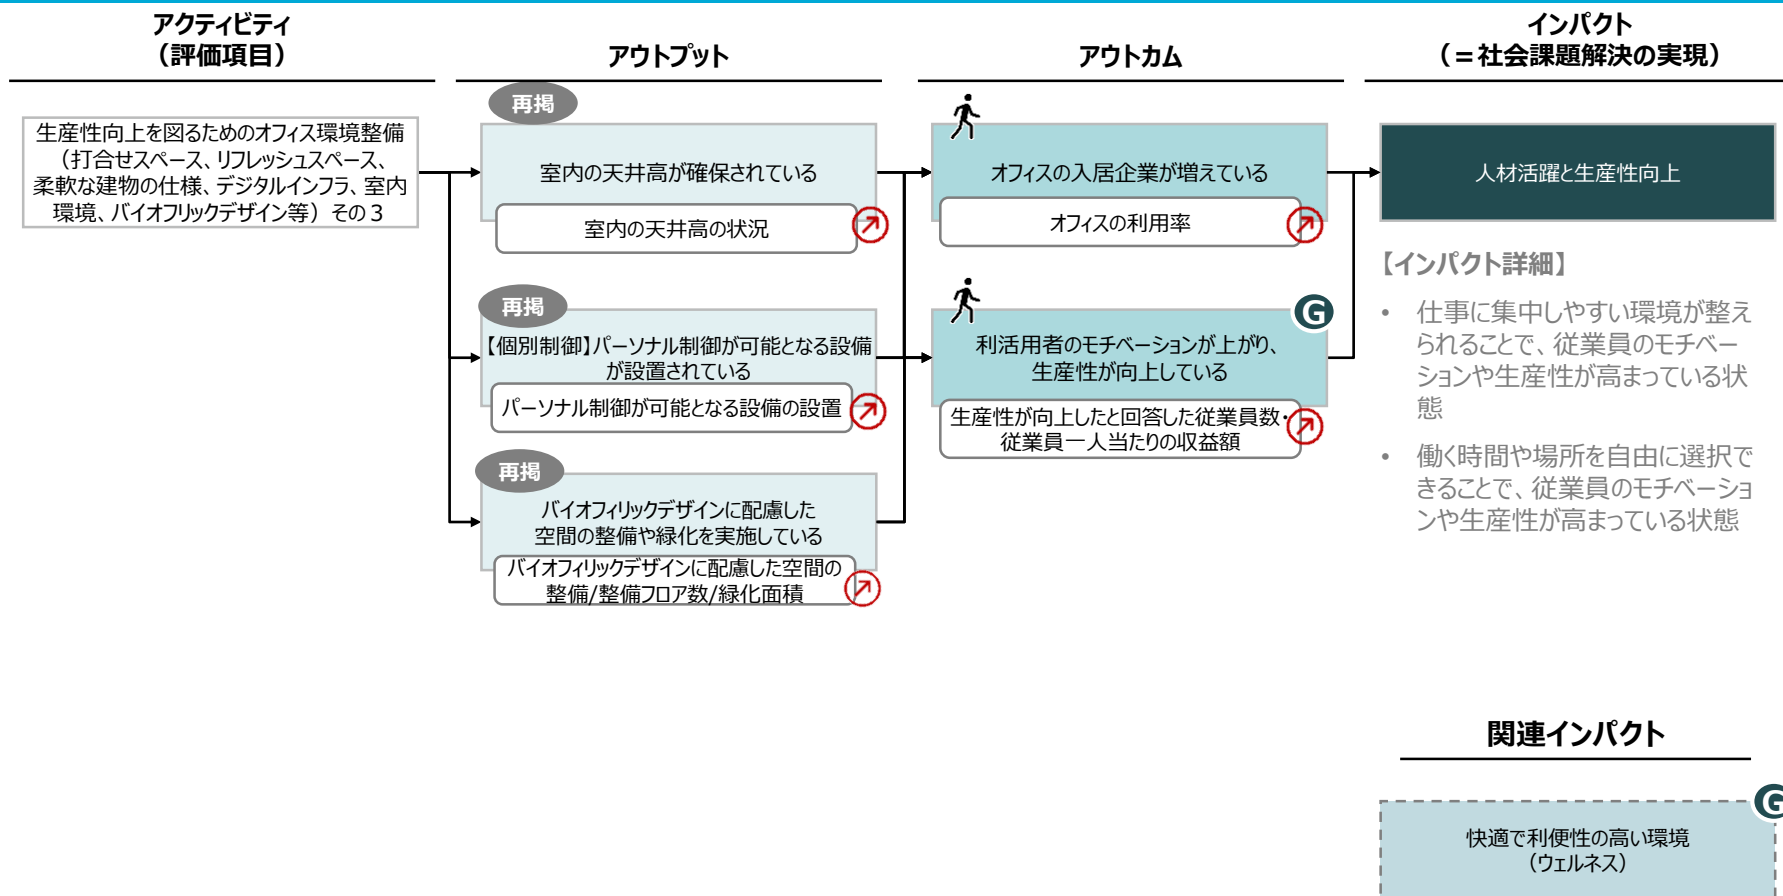 アクティビティ
（評価項目）
アウトプット
アウトカム
インパクト
（＝社会課題解決の実現）
生産性向上を図るためのオフィス環境整備
（打合せスペース、リフレッシュスペース、
柔軟な建物の仕様、デジタルインフラ、室内
環境、バイオフリックデザイン等）その３
再掲
室内の天井高が確保されている
室内の天井高の状況
再掲
【個別制御】パーソナル制御が可能となる設備
が設置されている
パーソナル制御が可能となる設備の設置
再掲
バイオフィリックデザインに配慮した
空間の整備や緑化を実施している
バイオフィリックデザインに配慮した空間の
整備/整備フロア数/緑化面積
オフィスの入居企業が増えている
オフィスの利用率
G
利活用者のモチベーションが上がり、
生産性が向上している
生産性が向上したと回答した従業員数・
従業員一人当たりの収益額
人材活躍と生産性向上
【インパクト詳細】
• 仕事に集中しやすい環境が整え
られることで、従業員のモチベー
ションや生産性が高まっている状
態
• 働く時間や場所を自由に選択で
きることで、従業員のモチベーショ
ンや生産性が高まっている状態
関連インパクト
G
快適で利便性の高い環境
（ウェルネス）